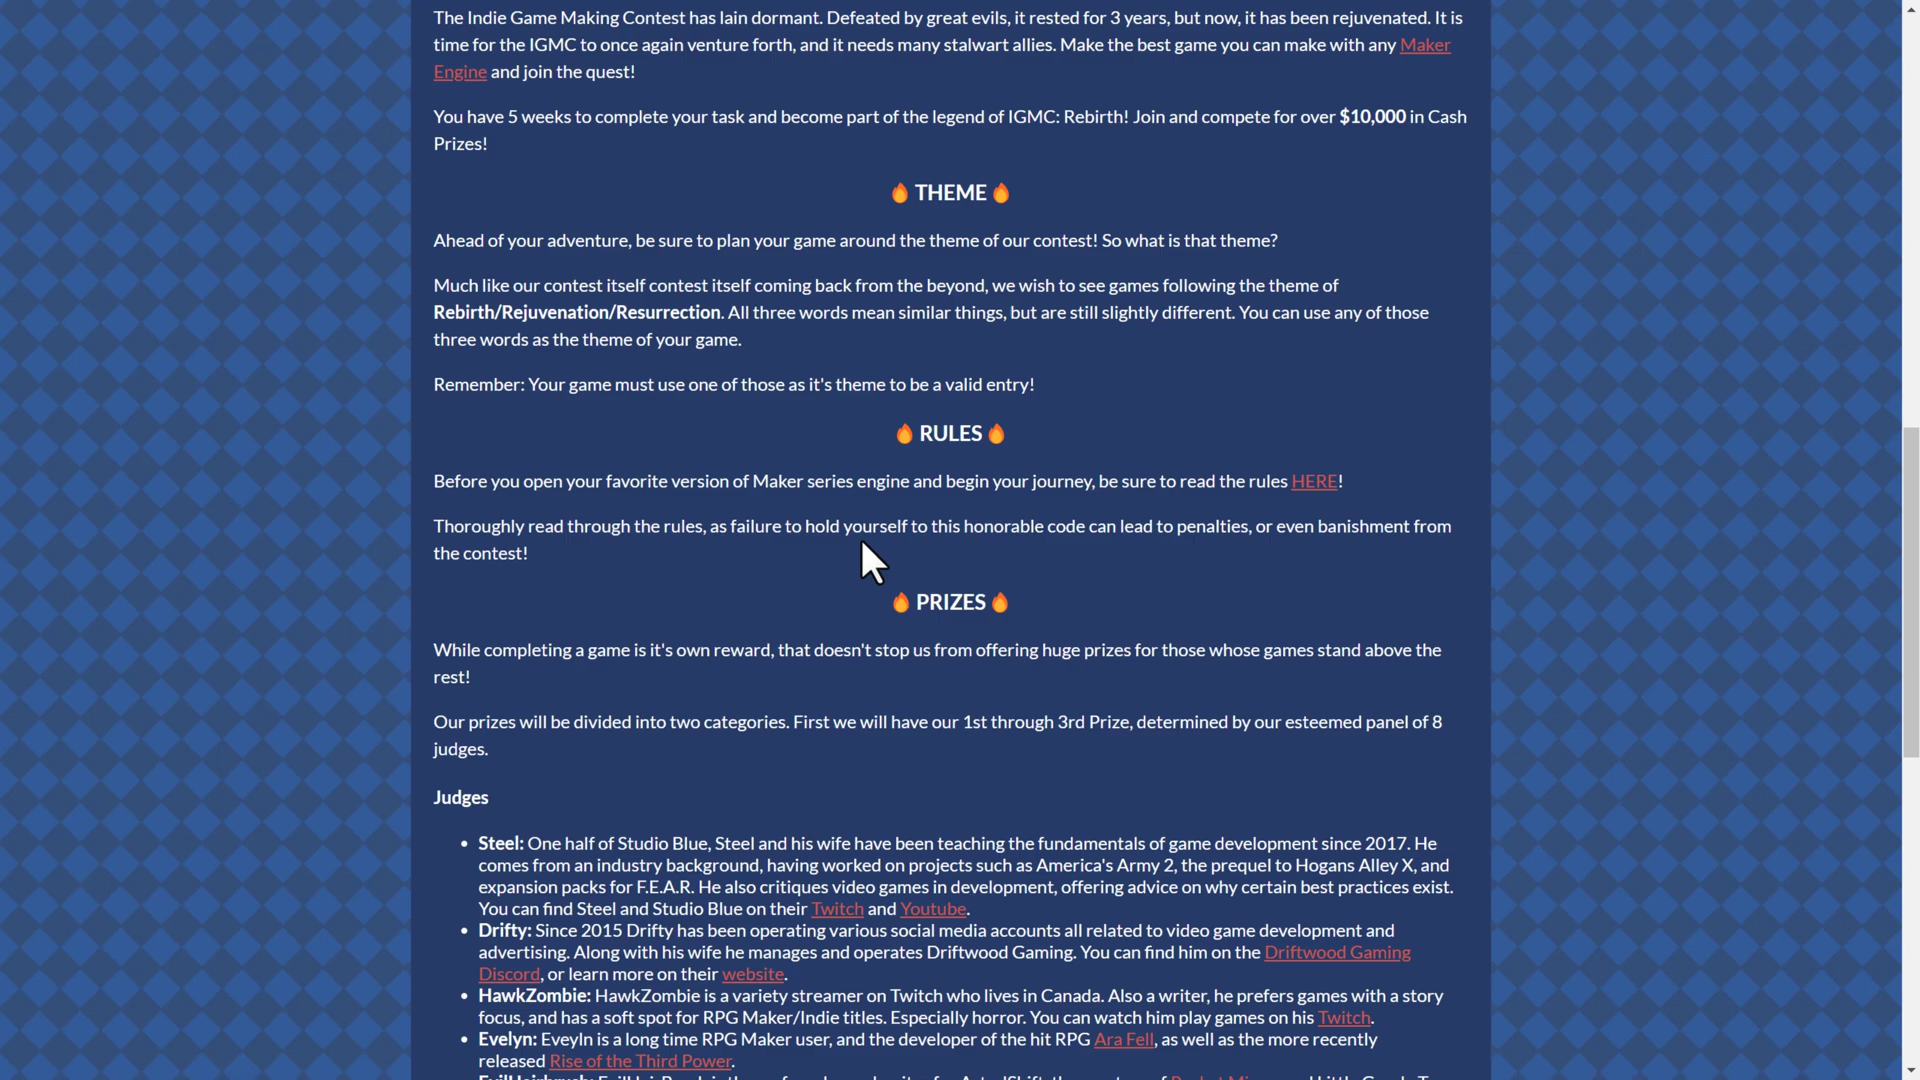 The Indie Game Making Contest has lain dormant. Defeated by great evils, it rested for 3 years, but now, it has been rejuvenated. It is
time for the IGMC to once again venture forth, and it needs many stalwart allies. Make the best game you can make with any Maker
Engine and join the quest!
You have 5 weeks to complete your task and become part of the legend of IGMC: Rebirth! Join and compete for over $10,000 in Cash
Prizes!
🔥 THEME 🔥
Ahead of your adventure, be sure to plan your game around the theme of our contest! So what is that theme?
Much like our contest itself contest itself coming back from the beyond, we wish to see games following the theme of
Rebirth/Rejuvenation/Resurrection. All three words mean similar things, but are still slightly different. You can use any of those
three words as the theme of your game.
Remember: Your game must use one of those as it's theme to be a valid entry!
🔥 RULES 🔥
Before you open your favorite version of Maker series engine and begin your journey, be sure to read the rules HERE!
Thoroughly read through the rules, as failure to hold yourself to this honorable code can lead to penalties, or even banishment from
the contest!
🔥 PRIZES 🔥
While completing a game is it's own reward, that doesn't stop us from offering huge prizes for those whose games stand above the
rest!
Our prizes will be divided into two categories. First we will have our 1st through 3rd Prize, determined by our esteemed panel of 8
judges.
Judges
• Steel: One half of Studio Blue, Steel and his wife have been teaching the fundamentals of game development since 2017. He
comes from an industry background, having worked on projects such as America's Army 2, the prequel to Hogans Alley X, and
expansion packs for F.E.A.R. He also critiques video games in development, offering advice on why certain best practices exist.
You can find Steel and Studio Blue on their Twitch and Youtube.
• Drifty: Since 2015 Drifty has been operating various social media accounts all related to video game development and
advertising. Along with his wife he manages and operates Driftwood Gaming. You can find him on the Driftwood Gaming
Discord, or learn more on their website.
• HawkZombie: HawkZombie is a variety streamer on Twitch who lives in Canada. Also a writer, he prefers games with a story
focus, and has a soft spot for RPG Maker/Indie titles. Especially horror. You can watch him play games on his Twitch.
• Evelyn: Eveyln is a long time RPG Maker user, and the developer of the hit RPG Ara Fell, as well as the more recently
released Rise of the Third Power.